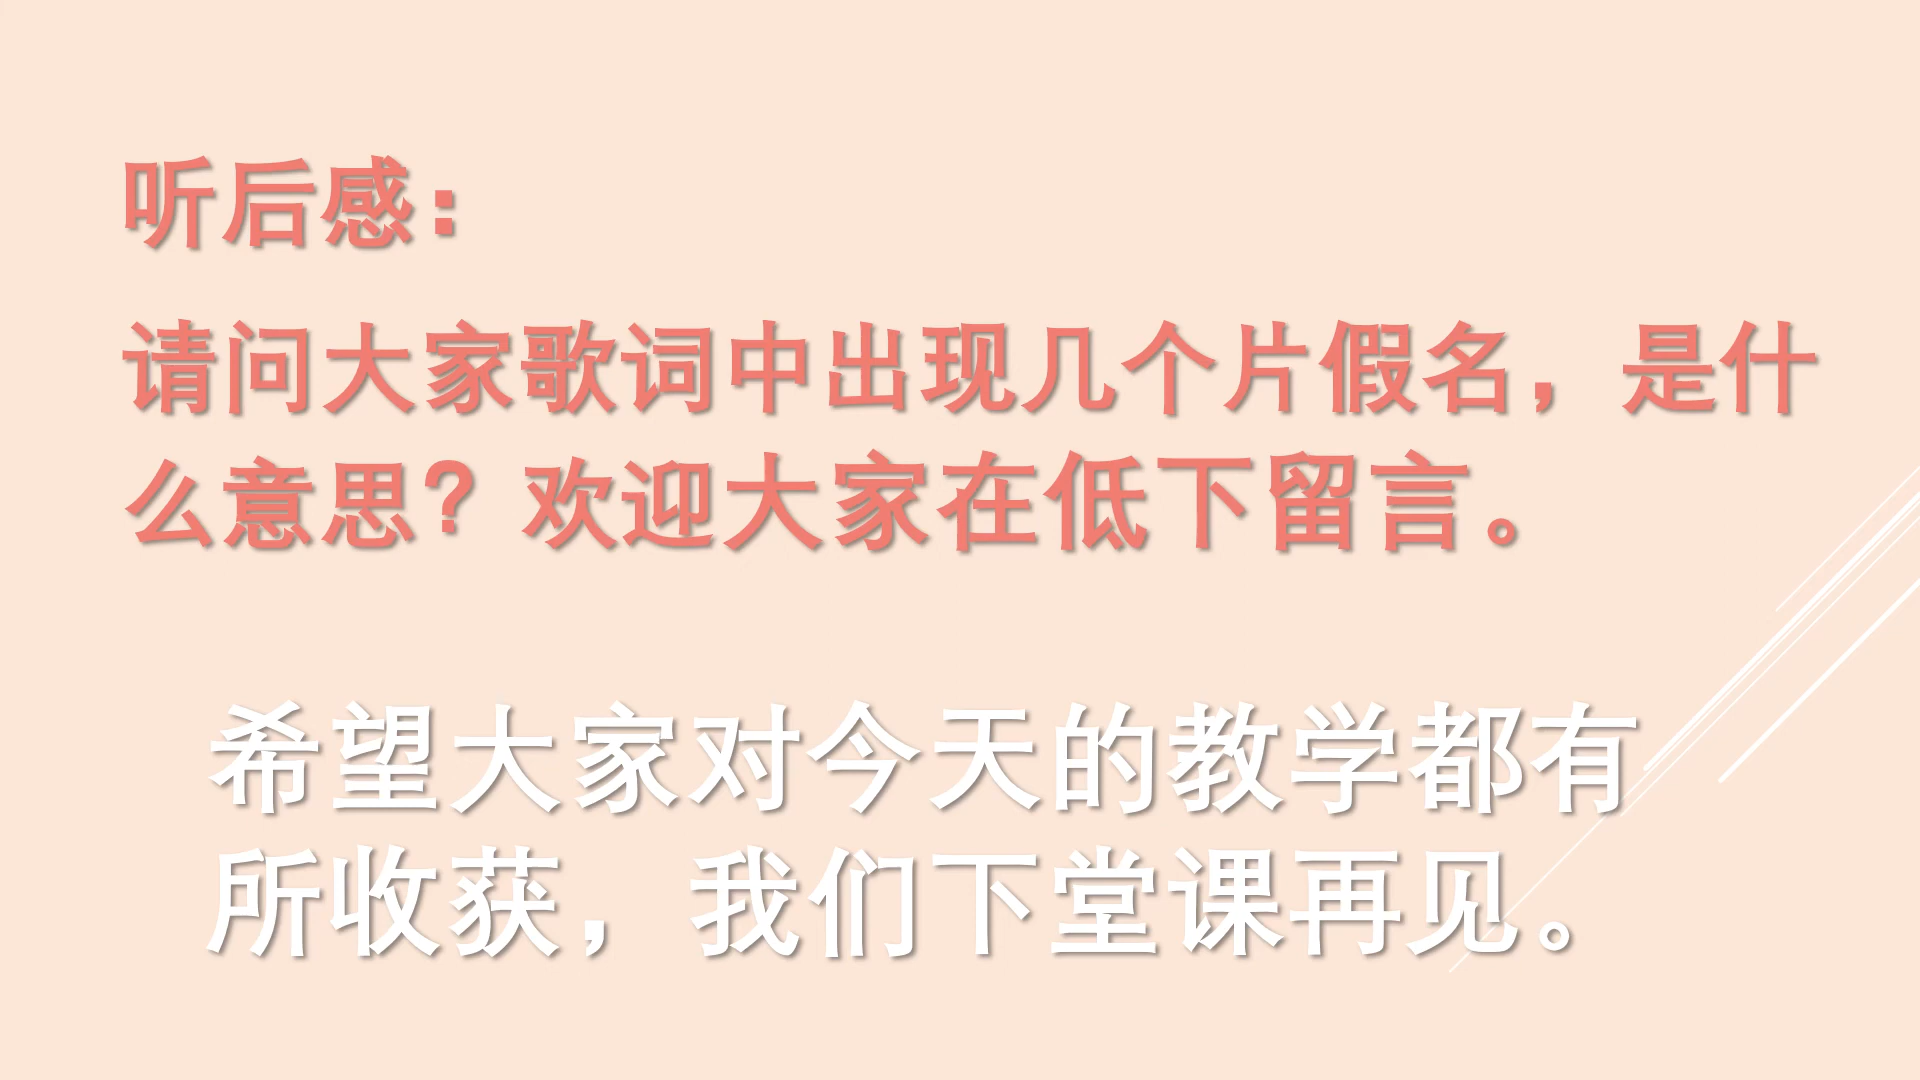 听后感：
请问大家歌词中出现几个片假名，是什
么意思？欢迎大家在低下留言。
希望大家对今天的教学都有
所收获，我们下堂课再见。